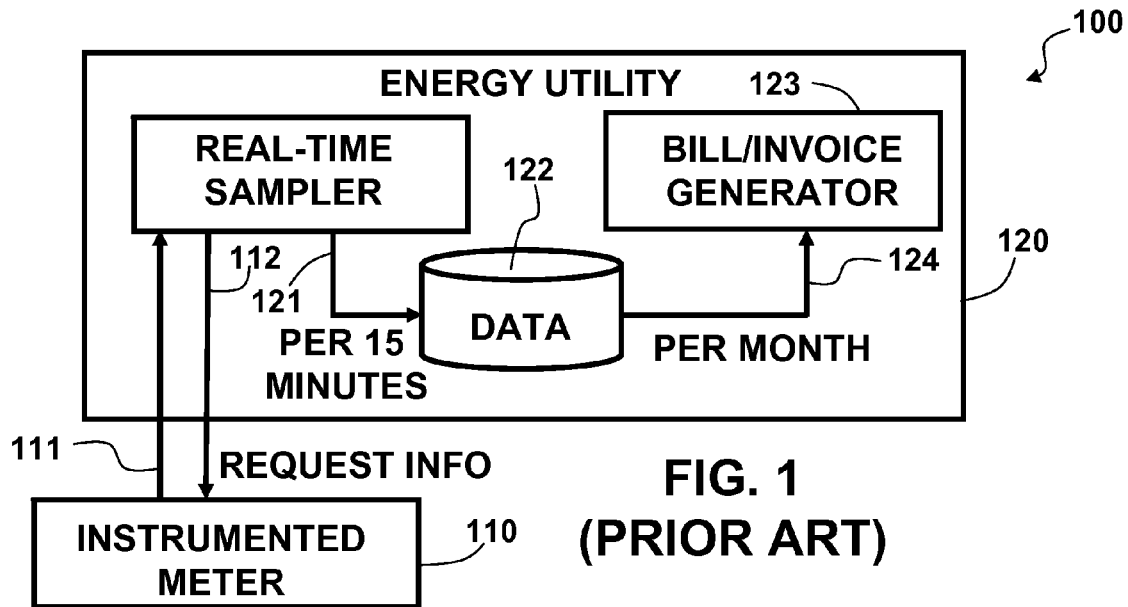 100
ENERGY UTILITY
123
REAL-TIME
SAMPLER
BILL/INVOICE
GENERATOR
122
112
121
124
120
DATA
PER 15
MINUTES
PER MONTH
111
REQUEST INFO
INSTRUMENTED
METER
110
FIG. 1
(PRIOR ART)